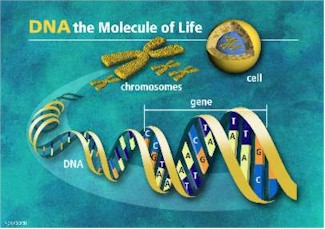 DNA the Molecule of Life
chromosomes
cell
gene
DNA